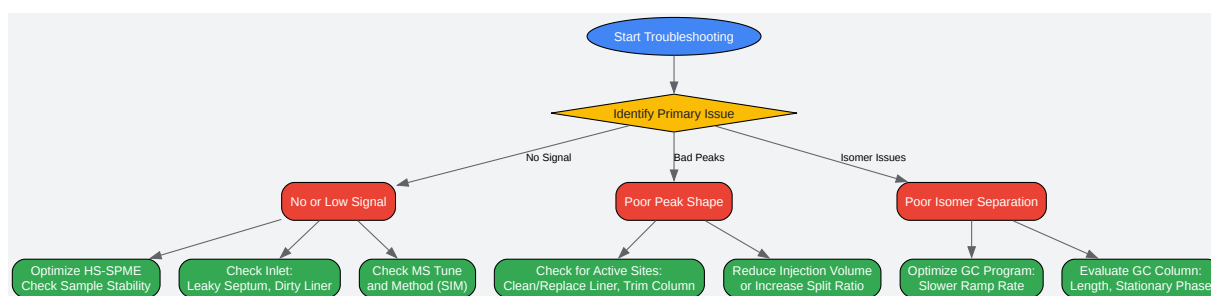 Start Troubleshooting
Identify Primary Issue
No Signal
Bad Peaks
Isomer Issues
No or Low Signal
Poor Peak Shape
Poor Isomer Separation
Optimize HS-SPME
Check Sample Stability
Check Inlet:
Leaky Septum, Dirty Liner
Check MS Tune
and Method (SIM)
Check for Active Sites:
Clean/Replace Liner, Trim Column
Reduce Injection Volume
or Increase Split Ratio
Optimize GC Program:
Slower Ramp Rate
Evaluate GC Column:
Length, Stationary Phase